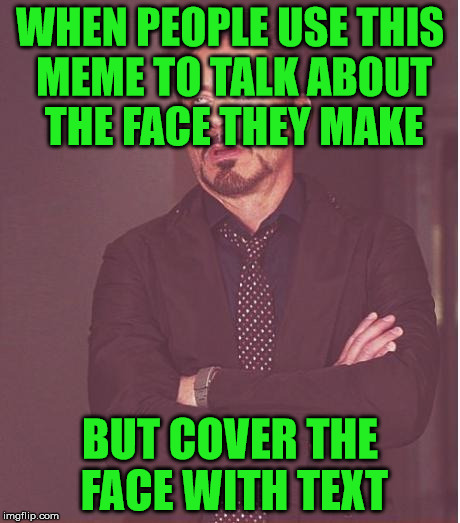 WHEN PEOPLE USE THIS
MEME TO TALK ABOUT
THE FACE THEY MAKE
BUT COVER THE
FACE WITH TEXT
imgflip.com